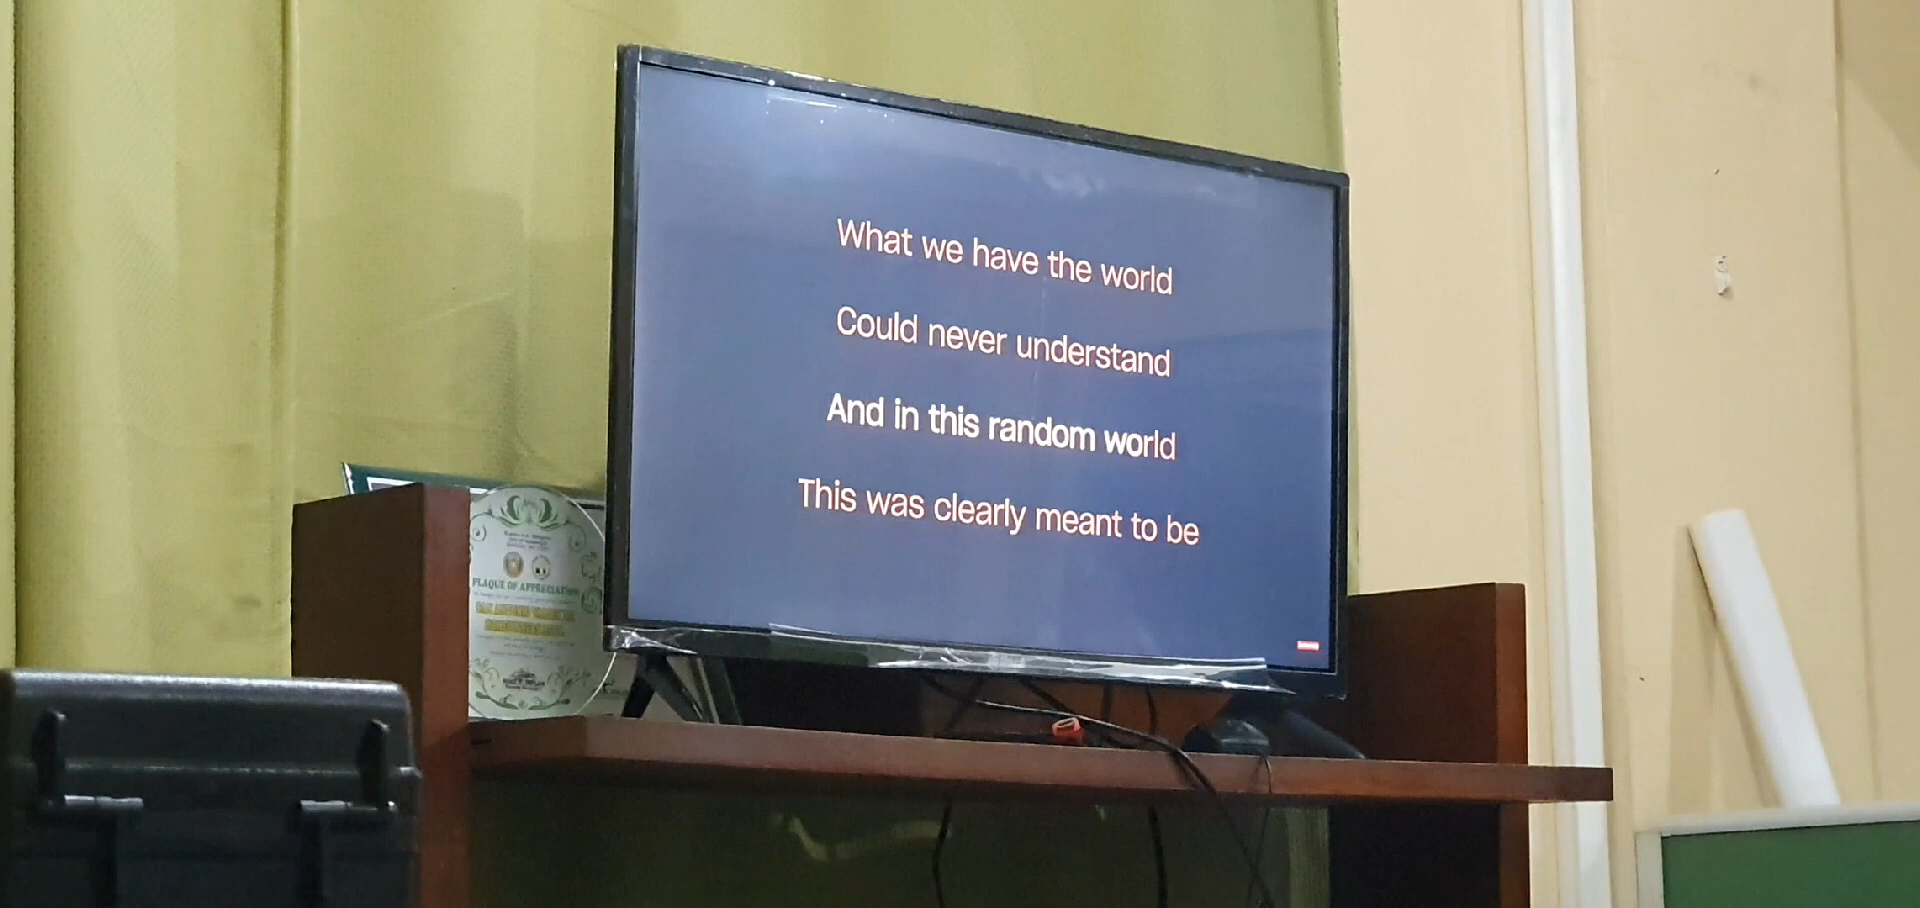 What we have the world
Could never understand
And in this random world
This was clearly meant to be
PLAQUE OF APPRECIATION